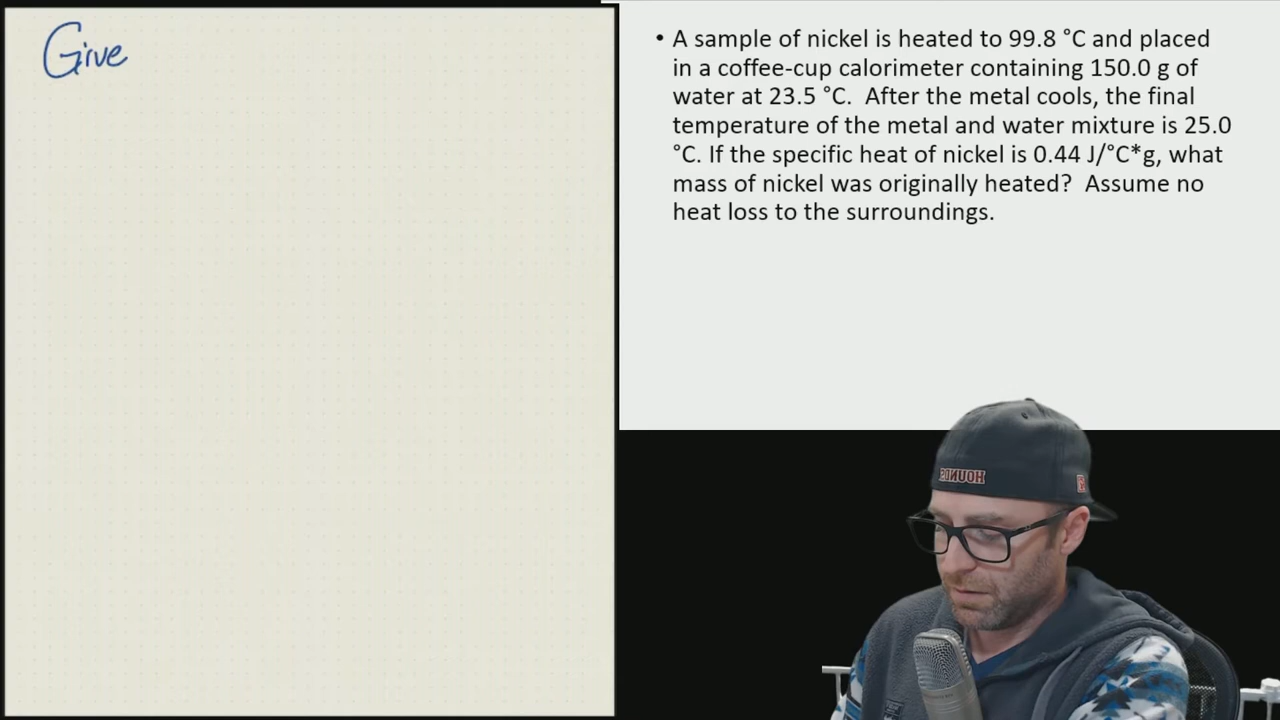 Give
• A sample of nickel is heated to 99.8 °C and placed
in a coffee-cup calorimeter containing 150.0 g of
water at 23.5 °C.  After the metal cools, the final
temperature of the metal and water mixture is 25.0
°C. If the specific heat of nickel is 0.44 J/°C*g, what
mass of nickel was originally heated?  Assume no
heat loss to the surroundings.
HOUNDS